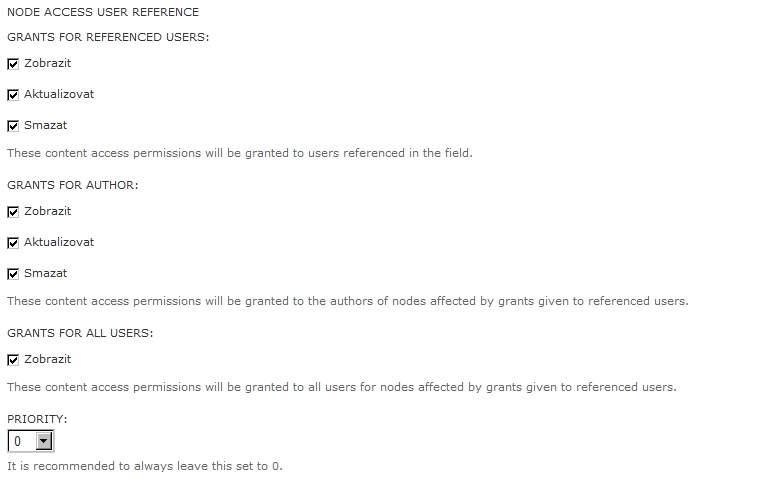 NODE ACCESS USER REFERENCE
GRANTS FOR REFERENCED USERS:
Zobrazit
Aktualizovat
Smazat
These content access permissions will be granted to users referenced in the field.
GRANTS FOR AUTHOR:
Zobrazit
Aktualizovat
Smazat
These content access permissions will be granted to the authors of nodes affected by grants given to referenced users.
GRANTS FOR ALL USERS:
Zobrazit
These content access permissions will be granted to all users for nodes affected by grants given to referenced users.
PRIORITY:
0
It is recommended to always leave this set to 0.